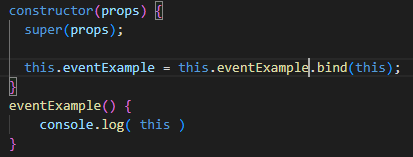 constructor(props) {
super(props);
this.eventExample = this.eventExample.bind(this);
}
eventExample() {
console.log( this )
}